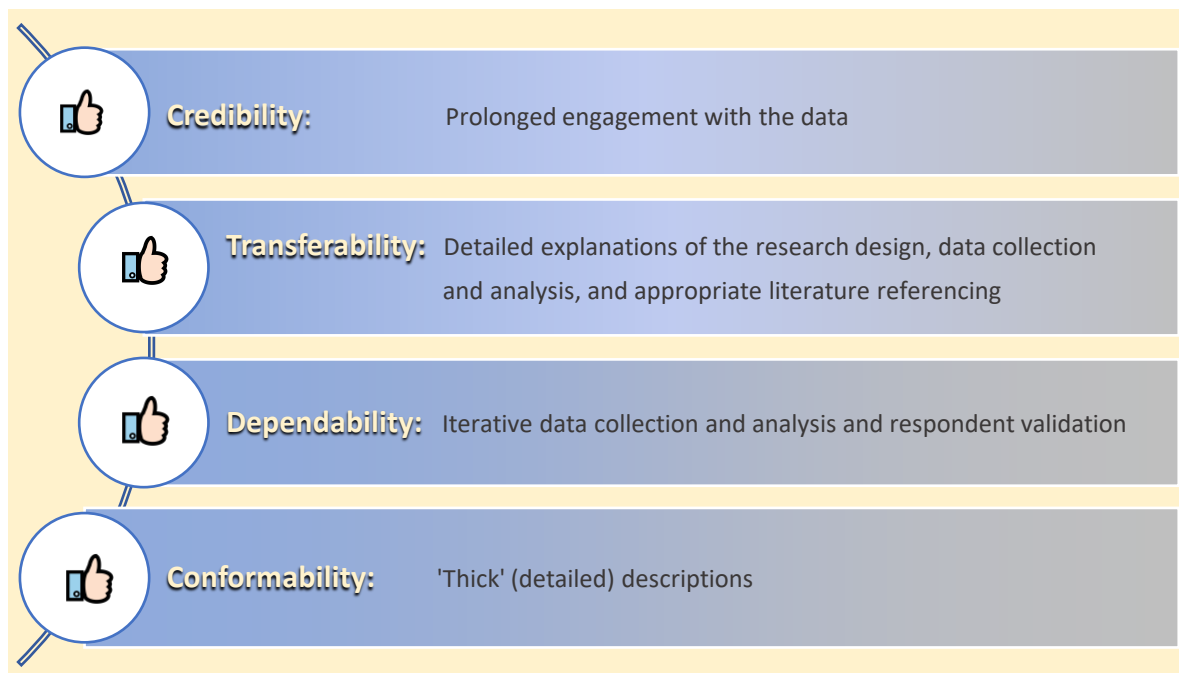 Credibility: Prolonged engagement with the data
Transferability: Detailed explanations of the research design, data collection
and analysis, and appropriate literature referencing
Dependability: Iterative data collection and analysis and respondent validation
Conformability: 'Thick' (detailed) descriptions